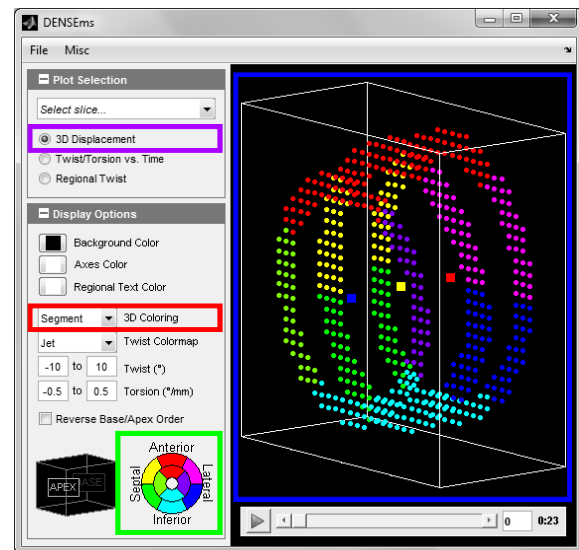 DENSEms
File Misc
Plot Selection
Select slice...
3D Displacement
Twist/Torsion vs. Time
Regional Twist
Display Options
Background Color
Axes Color
Regional Text Color
Segment 3D Coloring
Jet Twist Colormap
-10 to 10 Twist (°)
-0.5 to 0.5 Torsion (°/mm)
Reverse Base/Apex Order
APEX BASE
Anterior
Septal Lateral
Inferior
0 0:23